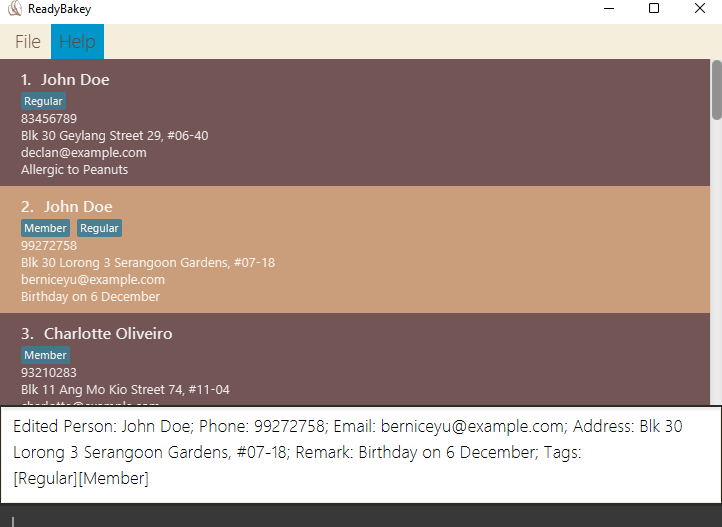 ReadyBakey
File Help
1. John Doe
Regular
83456789
Blk 30 Geylang Street 29, #06-40
declan@example.com
Allergic to Peanuts
2. John Doe
Member Regular
99272758
Blk 30 Lorong 3 Serangoon Gardens, #07-18
berniceyu@example.com
Birthday on 6 December
3. Charlotte Oliveiro
Member
93210283
Blk 11 Ang Mo Kio Street 74, #11-04
Edited Person: John Doe; Phone: 99272758; Email: berniceyu@example.com; Address: Blk 30
Lorong 3 Serangoon Gardens, #07-18; Remark: Birthday on 6 December; Tags:
[Regular][Member]